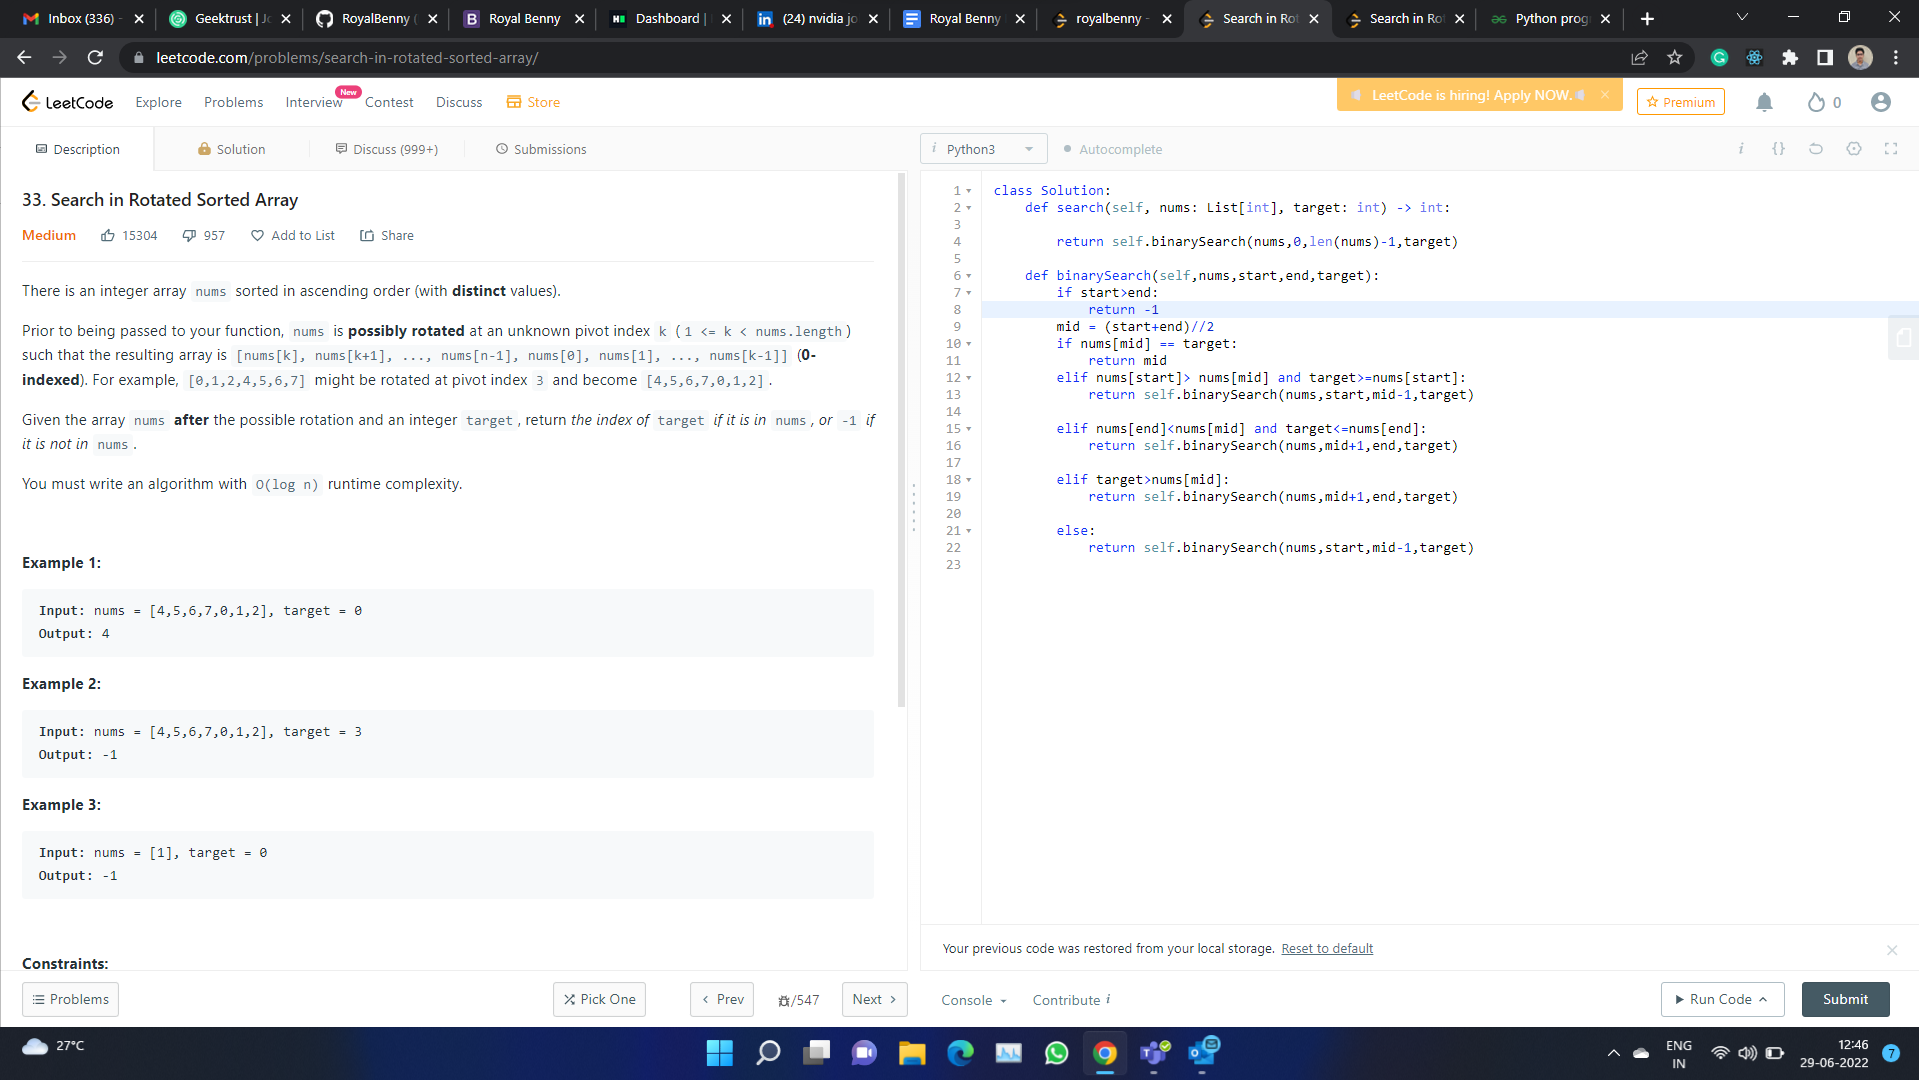 Inbox (336) -
Geektrust | Jo
RoyalBenny (
Royal Benny
Dashboard |
(24) nvidia jo
Royal Benny
royalbenny -
Search in Rot
Search in Rot
Python prog
leetcode.com/problems/search-in-rotated-sorted-array/
LeetCode
Explore
Problems
Interview
New
Contest
Discuss
Store
LeetCode is hiring! Apply NOW.
Premium
0
Description
Solution
Discuss (999+)
Submissions
i Python3
Autocomplete
33. Search in Rotated Sorted Array
Medium
15304
957
Add to List
Share
There is an integer array nums sorted in ascending order (with distinct values).
Prior to being passed to your function, nums is possibly rotated at an unknown pivot index k (1 <= k < nums.length)
such that the resulting array is [nums[k], nums[k+1], ..., nums[n-1], nums[0], nums[1], ..., nums[k-1]] (0-
indexed). For example, [0,1,2,4,5,6,7] might be rotated at pivot index 3 and become [4,5,6,7,0,1,2].
Given the array nums after the possible rotation and an integer target, return the index of target if it is in nums, or -1 if
it is not in nums.
You must write an algorithm with O(log n) runtime complexity.
Example 1:
Input: nums = [4,5,6,7,0,1,2], target = 0
Output: 4
Example 2:
Input: nums = [4,5,6,7,0,1,2], target = 3
Output: -1
Example 3:
Input: nums = [1], target = 0
Output: -1
Constraints:
Problems
Pick One
Prev
/547
Next
1 class Solution:
2 def search(self, nums: List[int], target: int) -> int:
3
4 return self.binarySearch(nums,0,len(nums)-1,target)
5
6 def binarySearch(self,nums,start,end,target):
7 if start>end:
8 return -1
9 mid = (start+end)//2
10 if nums[mid] == target:
11 return mid
12 elif nums[start]> nums[mid] and target>=nums[start]:
13 return self.binarySearch(nums,start,mid-1,target)
14
15 elif nums[end]<nums[mid] and target<=nums[end]:
16 return self.binarySearch(nums,mid+1,end,target)
17
18 elif target>nums[mid]:
19 return self.binarySearch(nums,mid+1,end,target)
20
21 else:
22 return self.binarySearch(nums,start,mid-1,target)
23
Your previous code was restored from your local storage. Reset to default
Console
Contribute i
Run Code
Submit
27°C
ENG
IN
12:46
29-06-2022
7